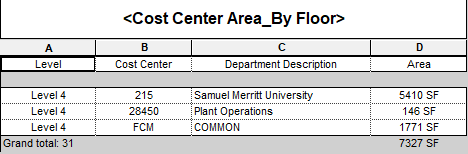 <Cost Center Area_By Floor>
A B C D
Level Cost Center Department Description Area
Level 4 215 Samuel Merritt University 5410 SF
Level 4 28450 Plant Operations 146 SF
Level 4 FCM COMMON 1771 SF
Grand total: 31 7327 SF